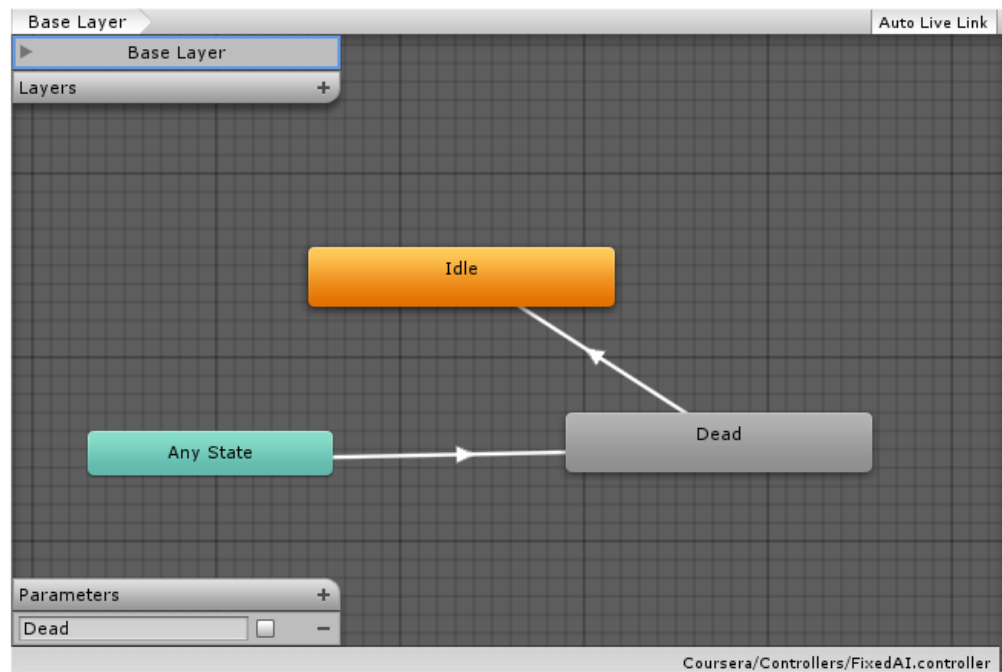 Base Layer
Auto Live Link
Base Layer
Layers +
Idle
Dead
Any State
Parameters +
Dead −
Coursera/Controllers/FixedAI.controller